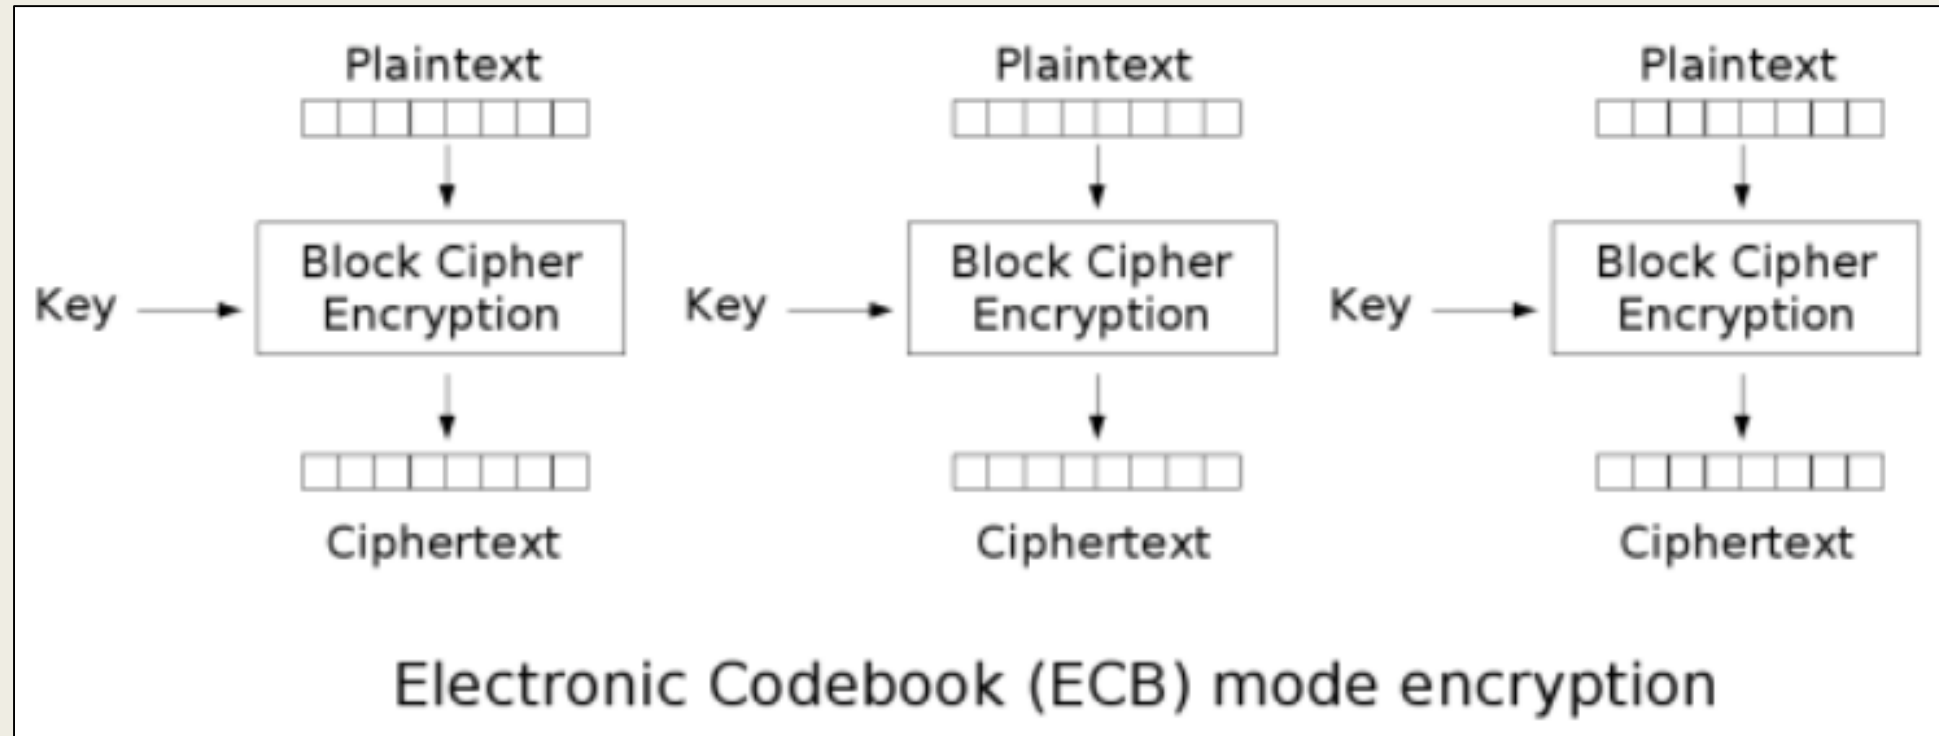 Plaintext
Plaintext
Plaintext
Block Cipher
Encryption
Block Cipher
Encryption
Block Cipher
Encryption
Key
Key
Key
Ciphertext
Ciphertext
Ciphertext
Electronic Codebook (ECB) mode encryption